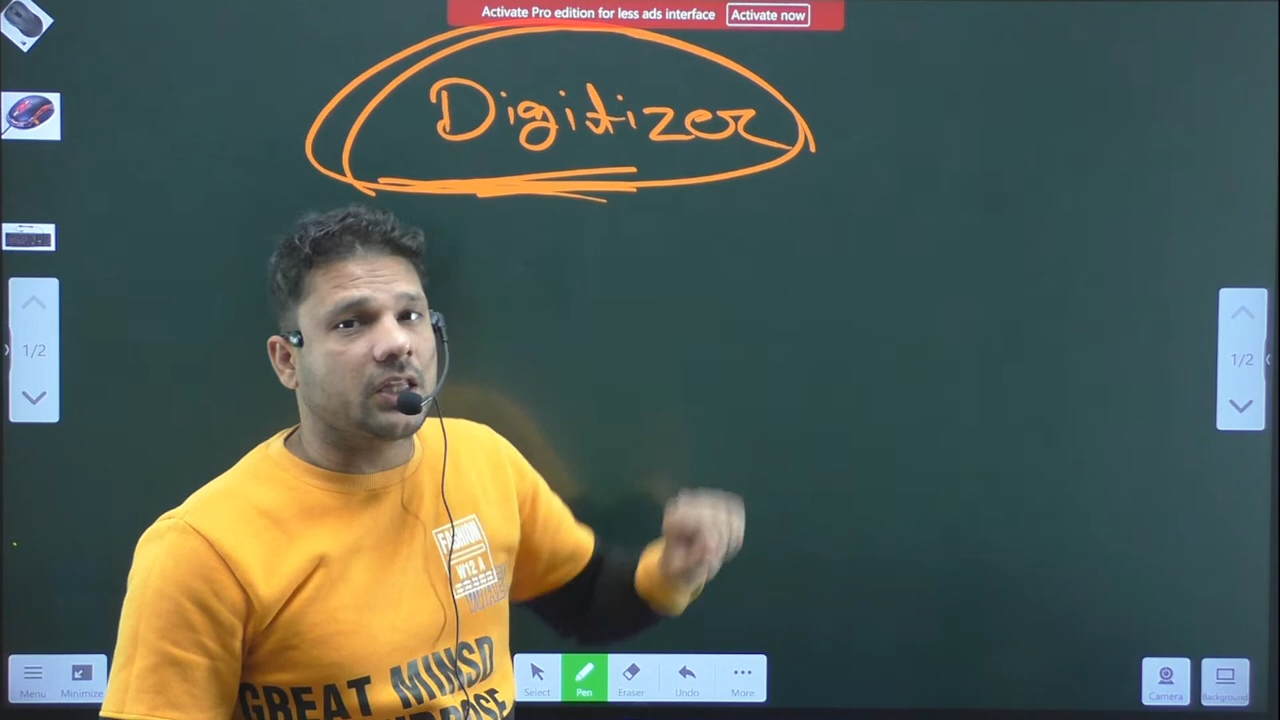 Activate Pro edition for less ads interface Activate now
Digitizer
1/2
1/2
FASHION
W12 A
GREAT MINSD
Menu
Minimize
Select
Pen
Eraser
Undo
More
Camera
Background